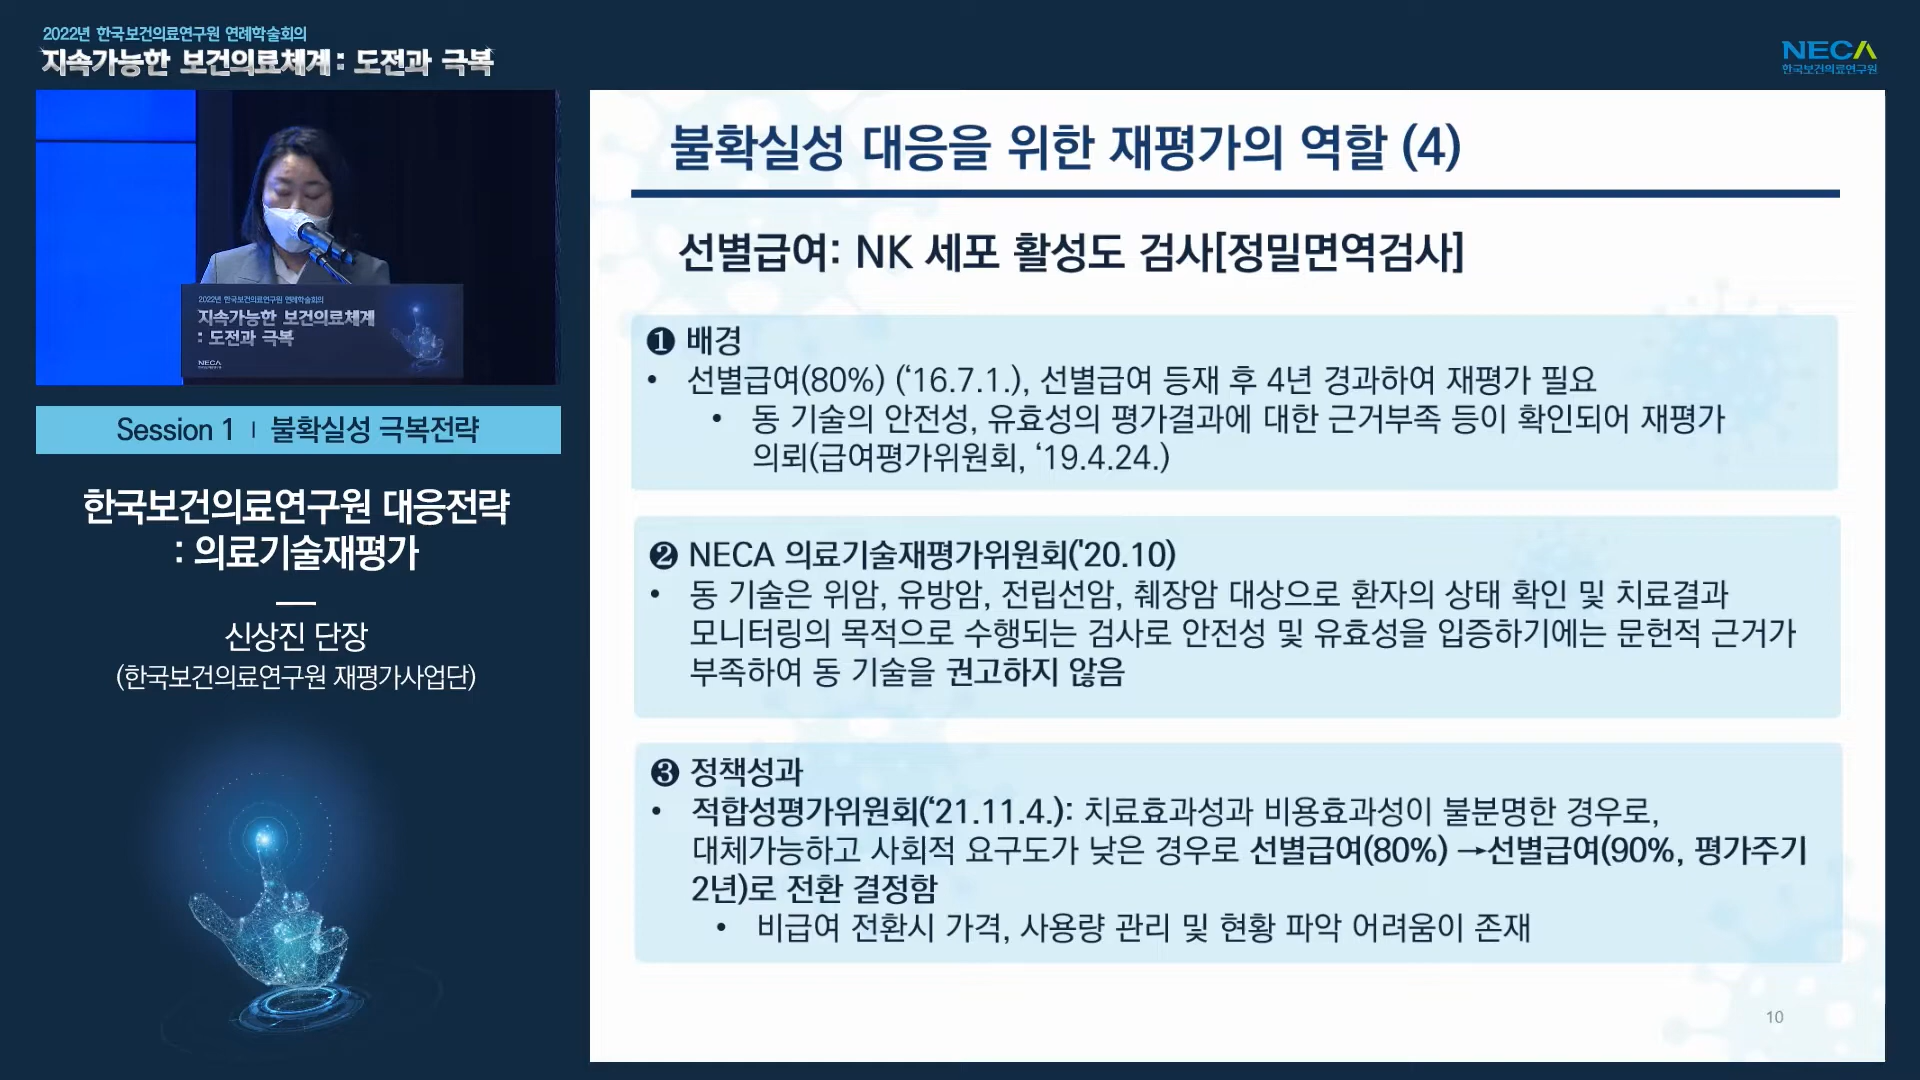 2022년 한국보건의료연구원 연례학술회의
지속가능한 보건의료체계 : 도전과 극복
NECA
한국보건의료연구원
2022년 한국보건의료연구원 연례학술회의
지속가능한 보건의료체계
: 도전과 극복
NECA
Session 1 | 불확실성 극복전략
한국보건의료연구원 대응전략
: 의료기술재평가
신상진 단장
(한국보건의료연구원 재평가사업단)
불확실성 대응을 위한 재평가의 역할 (4)
선별급여: NK 세포 활성도 검사[정밀면역검사]
❶ 배경
• 선별급여(80%) (‘16.7.1.), 선별급여 등재 후 4년 경과하여 재평가 필요
• 동 기술의 안전성, 유효성의 평가결과에 대한 근거부족 등이 확인되어 재평가
의뢰(급여평가위원회, ‘19.4.24.)
❷ NECA 의료기술재평가위원회('20.10)
• 동 기술은 위암, 유방암, 전립선암, 췌장암 대상으로 환자의 상태 확인 및 치료결과
모니터링의 목적으로 수행되는 검사로 안전성 및 유효성을 입증하기에는 문헌적 근거가
부족하여 동 기술을 권고하지 않음
❸ 정책성과
• 적합성평가위원회(‘21.11.4.): 치료효과성과 비용효과성이 불분명한 경우로,
대체가능하고 사회적 요구도가 낮은 경우로 선별급여(80%) →선별급여(90%, 평가주기
2년)로 전환 결정함
• 비급여 전환시 가격, 사용량 관리 및 현황 파악 어려움이 존재
10